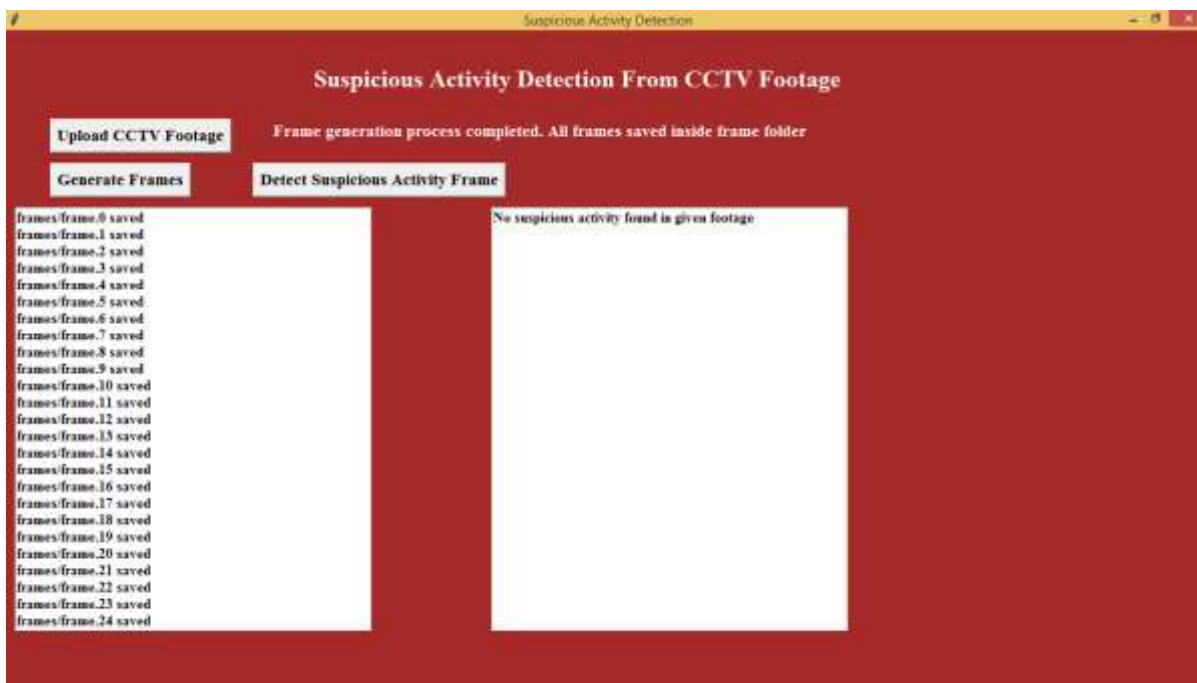 Suspicious Activity Detection
Suspicious Activity Detection From CCTV Footage
Upload CCTV Footage
Frame generation process completed. All frames saved inside frame folder
Generate Frames
Detect Suspicious Activity Frame
frames/frame.0 saved
frames/frame.1 saved
frames/frame.2 saved
frames/frame.3 saved
frames/frame.4 saved
frames/frame.5 saved
frames/frame.6 saved
frames/frame.7 saved
frames/frame.8 saved
frames/frame.9 saved
frames/frame.10 saved
frames/frame.11 saved
frames/frame.12 saved
frames/frame.13 saved
frames/frame.14 saved
frames/frame.15 saved
frames/frame.16 saved
frames/frame.17 saved
frames/frame.18 saved
frames/frame.19 saved
frames/frame.20 saved
frames/frame.21 saved
frames/frame.22 saved
frames/frame.23 saved
frames/frame.24 saved
No suspicious activity found in given footage